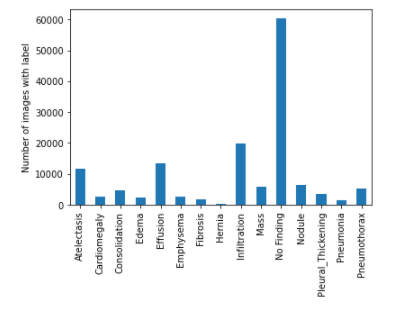 Number of images with label
60000
50000
40000
30000
20000
10000
0
Atelectasis
Cardiomegaly
Consolidation
Edema
Effusion
Emphysema
Fibrosis
Hernia
Infiltration
Mass
No Finding
Nodule
Pleural_Thickening
Pneumonia
Pneumothorax